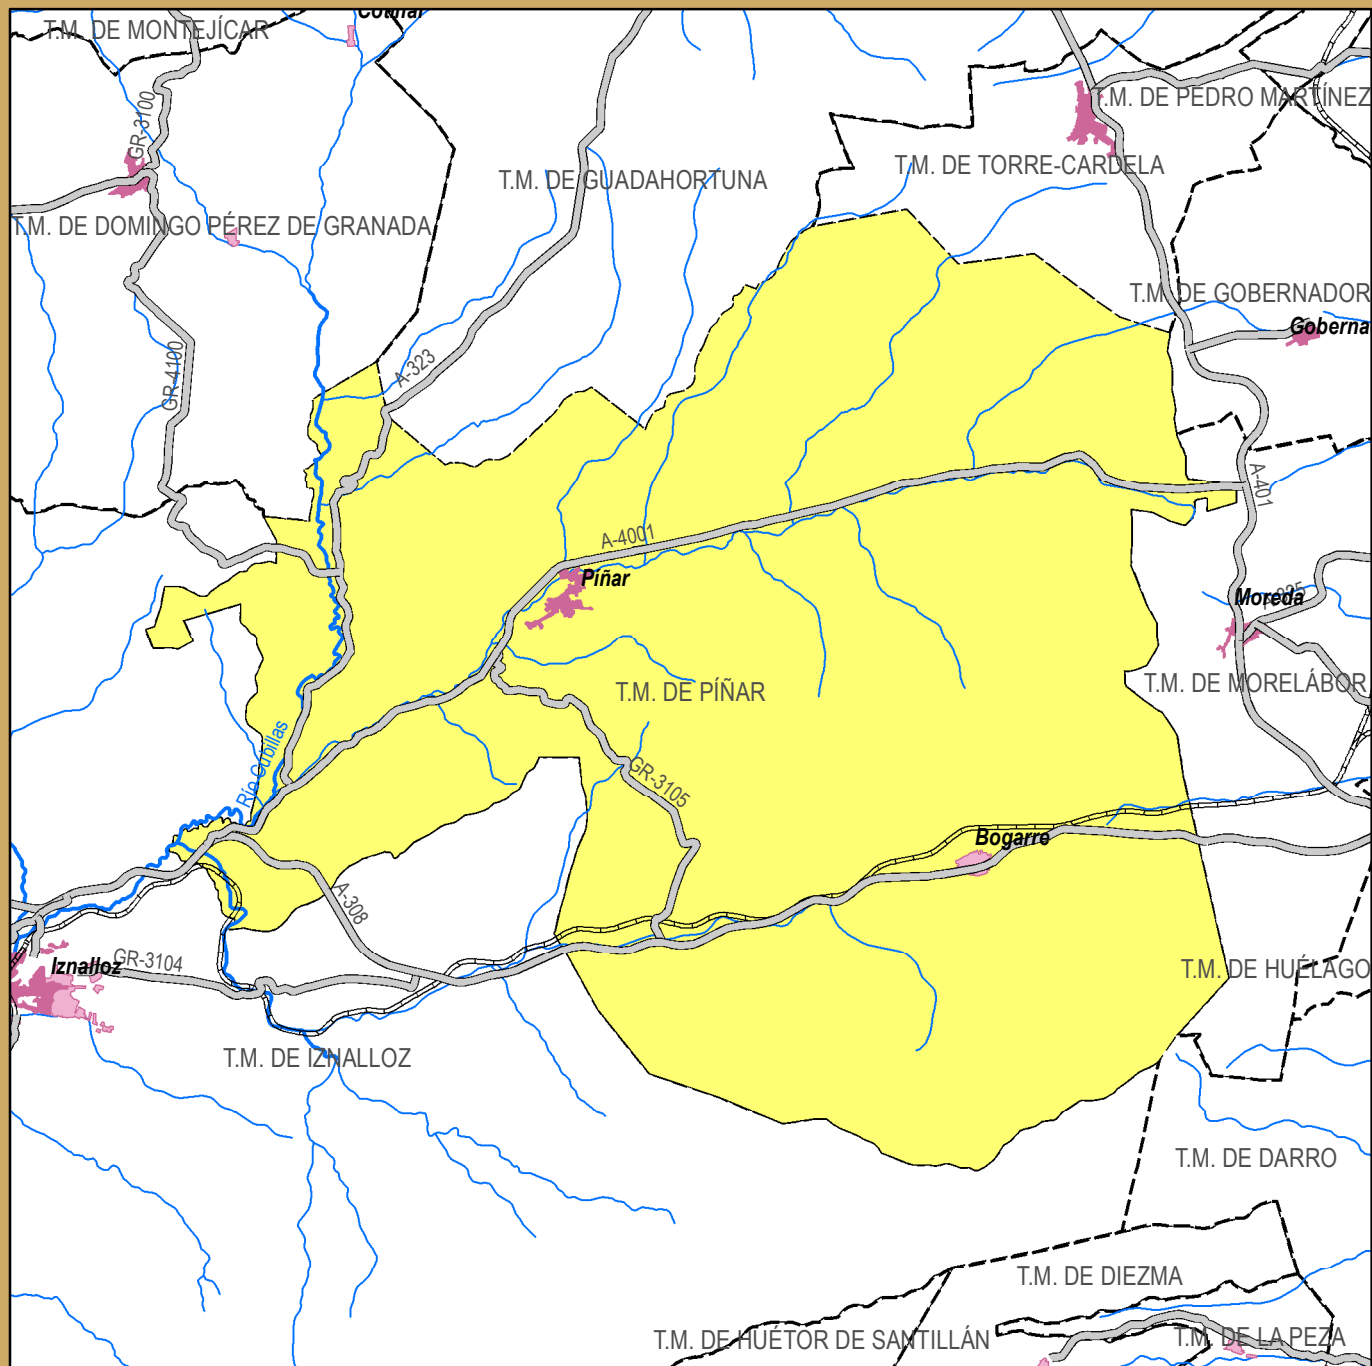 T.M. DE MONTEJÍCAR
GR-3100
T.M. DE PEDRO MARTÍNEZ
T.M. DE TORRE-CARDELA
T.M. DE GUADAHORTUNA
T.M. DE DOMINGO PÉREZ DE GRANADA
T.M. DE GOBERNADOR
Goberna
GR-4100
A-323
A-401
A-4001
Píñar
Moreda
T.M. DE PÍÑAR
T.M. DE MORELÁBOR
Río Cubillas
GR-3105
Bogarre
A-308
Iznalloz
GR-3104
T.M. DE HUÉLAGO
T.M. DE IZNALLOZ
T.M. DE DARRO
T.M. DE DIEZMA
T.M. DE HUÉTOR DE SANTILLÁN
T.M. DE LA PEZA